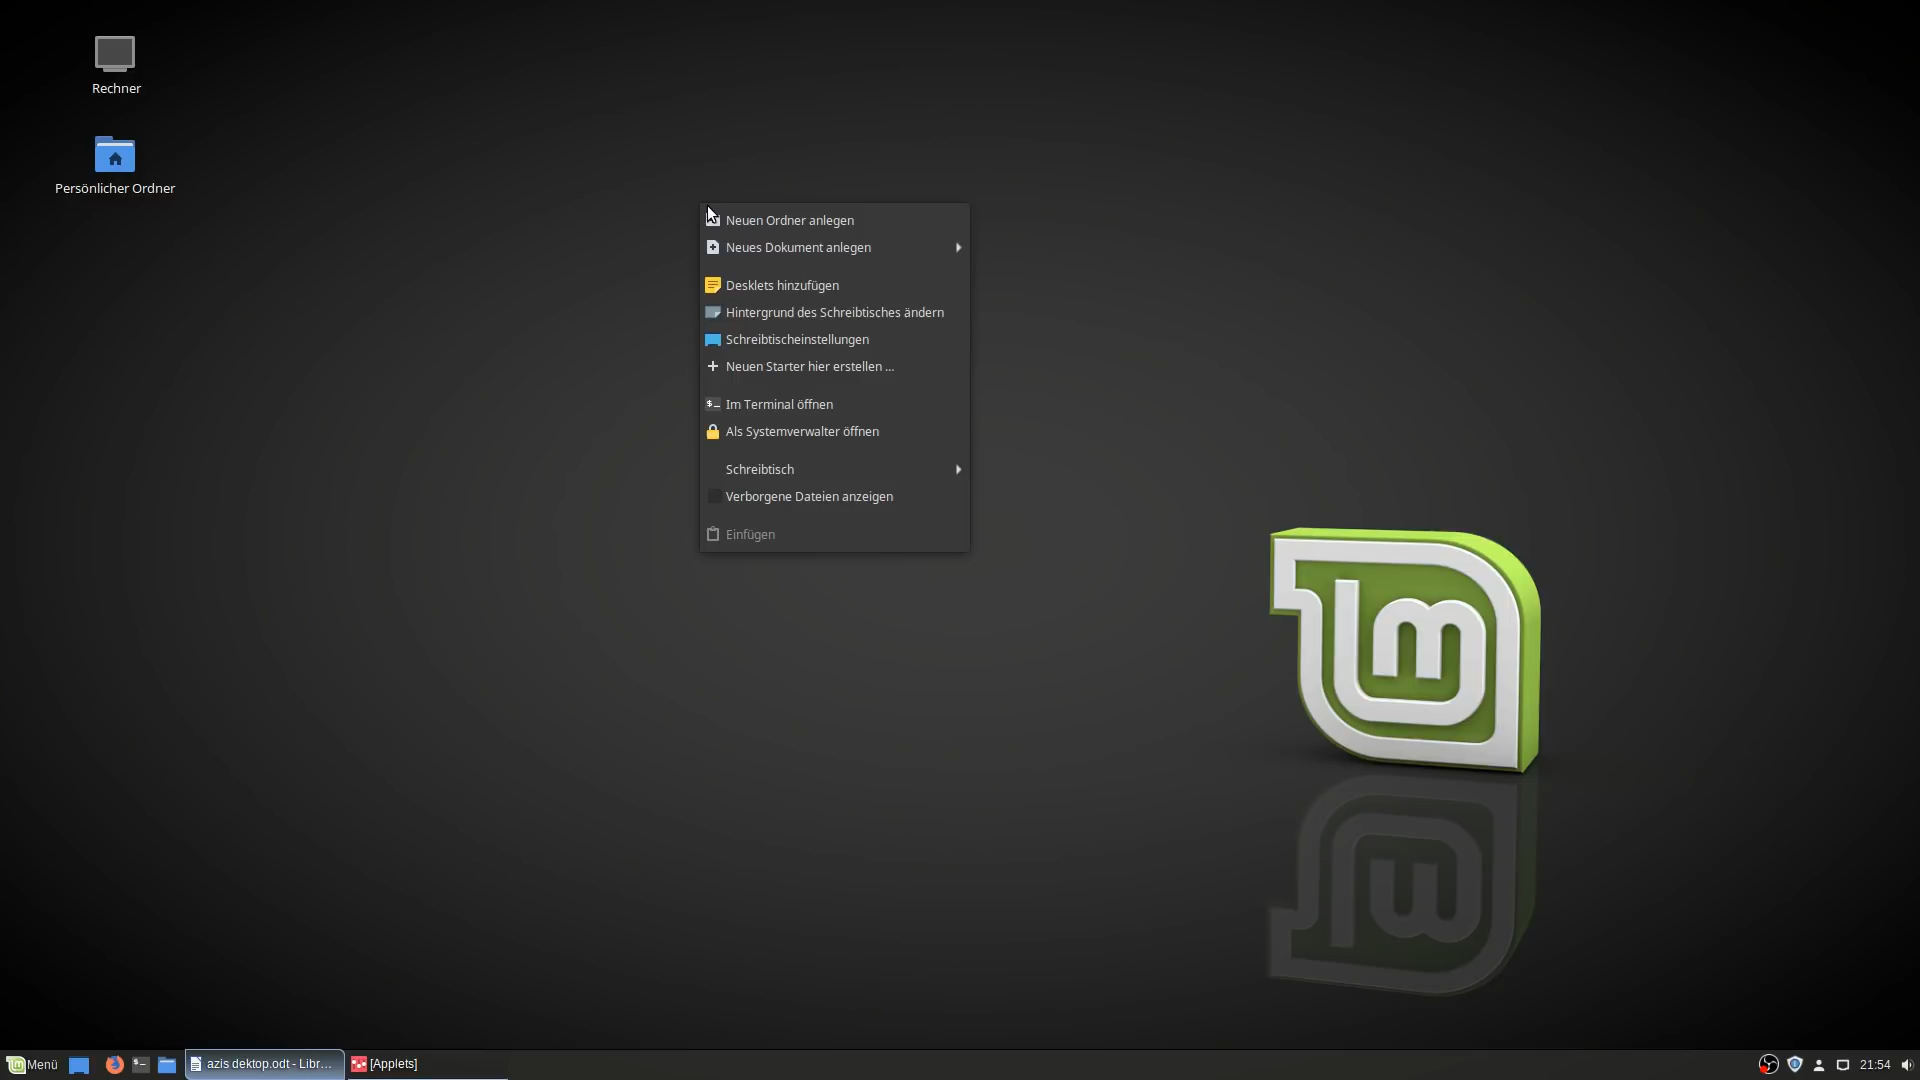 Rechner
Persönlicher Ordner
Neuen Ordner anlegen
Neues Dokument anlegen
Desklets hinzufügen
Hintergrund des Schreibtisches ändern
Schreibtischeinstellungen
Neuen Starter hier erstellen ...
Im Terminal öffnen
Als Systemverwalter öffnen
Schreibtisch
Verborgene Dateien anzeigen
Einfügen
lm
Menü azis dektop.odt - Libr... [Applets] 21:54